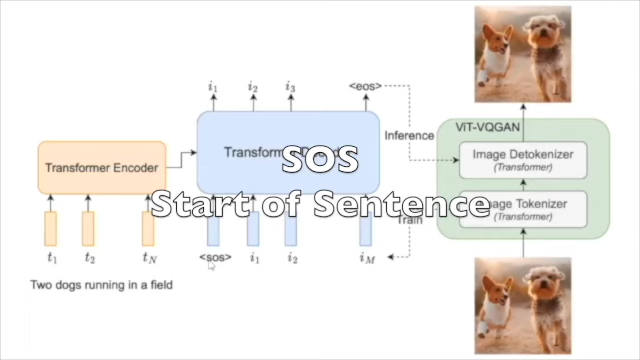 i1 i2 i3 <eos>
Inference
ViT-VQGAN
Transformer Encoder
Image Detokenizer
(Transformer)
SOS
Start of Sentence
Image Tokenizer
(Transformer)
Train
t1 t2 tN
<sos> i1 i2 iM
Two dogs running in a field